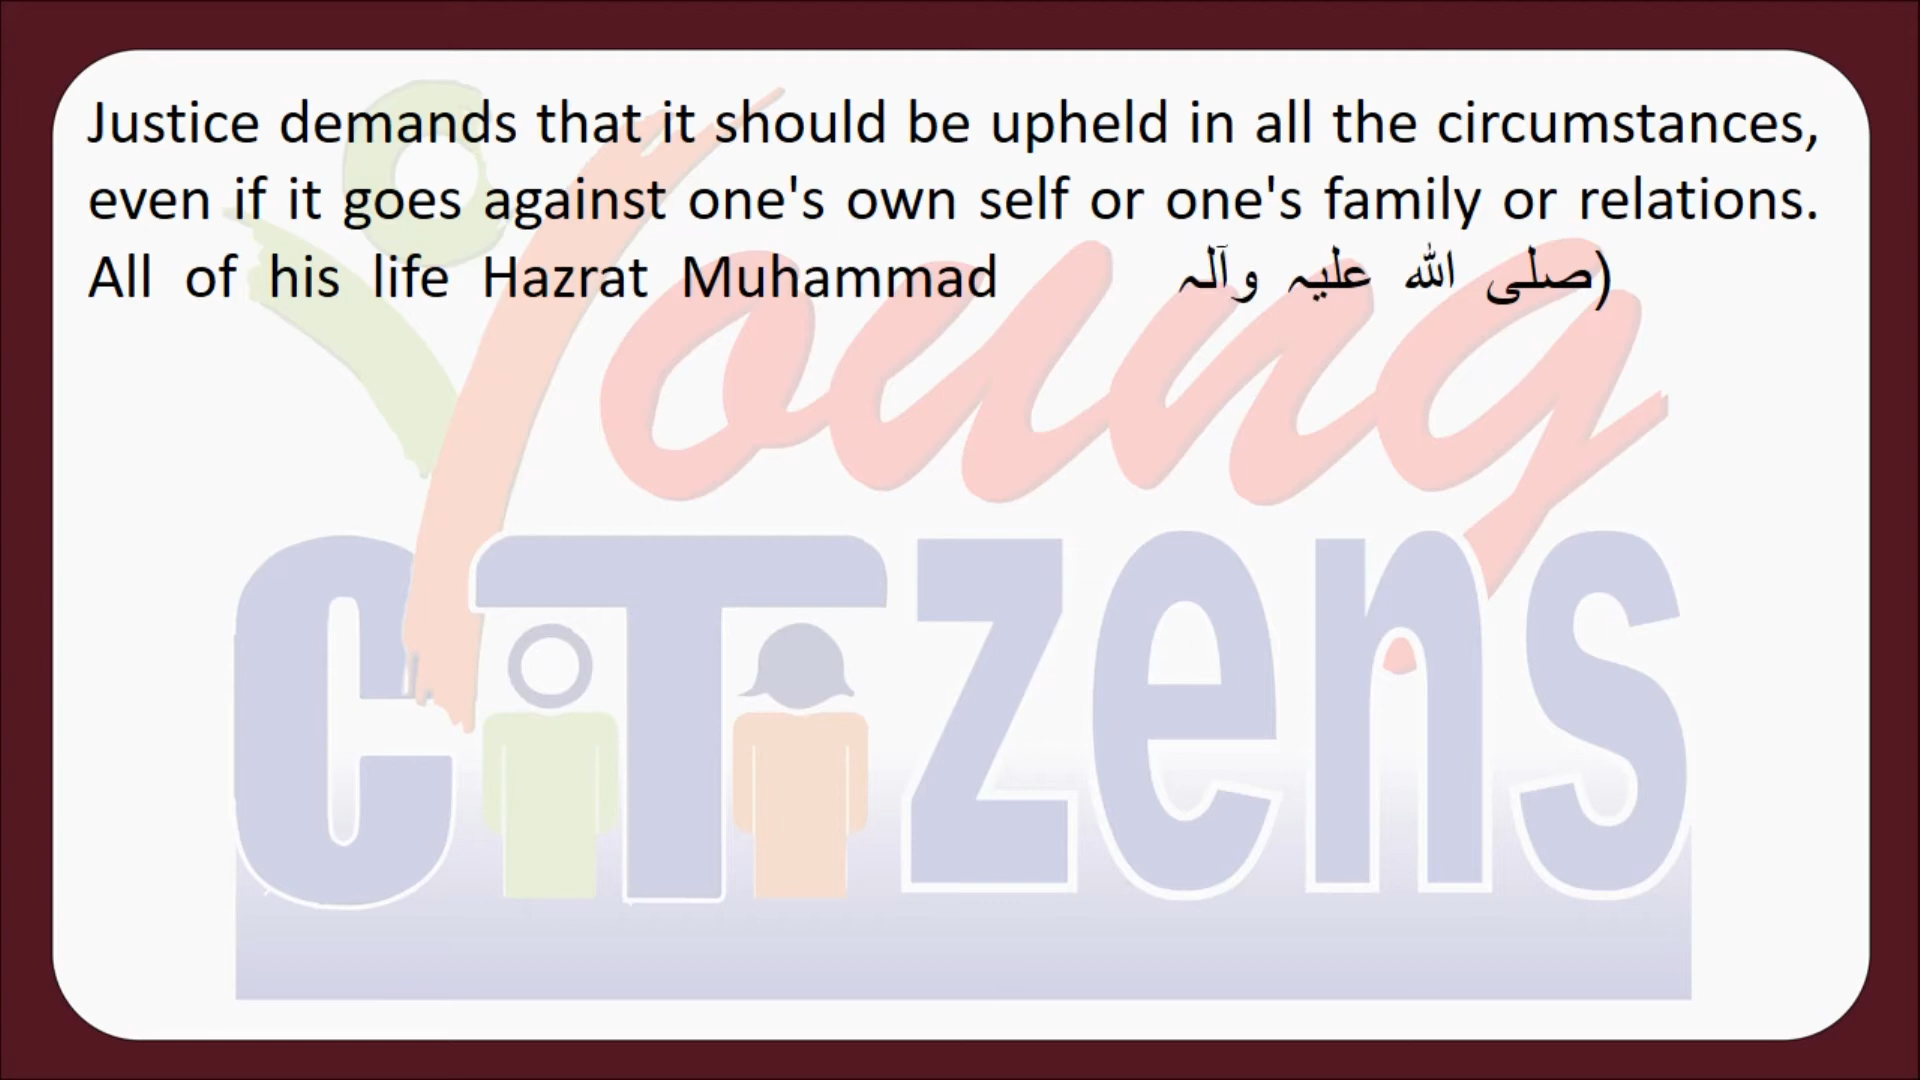 Justice demands that it should be upheld in all the circumstances,
even if it goes against one's own self or one's family or relations.
All of his life Hazrat Muhammad (صلی اللہ علیہ وآلہ
Young
CiTizens